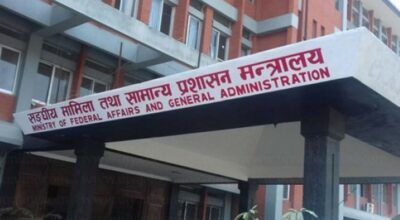 सङ्घीय मामिला तथा सामान्य प्रशासन मन्त्रालय
MINISTRY OF FEDERAL AFFAIRS AND GENERAL ADMINISTRATION